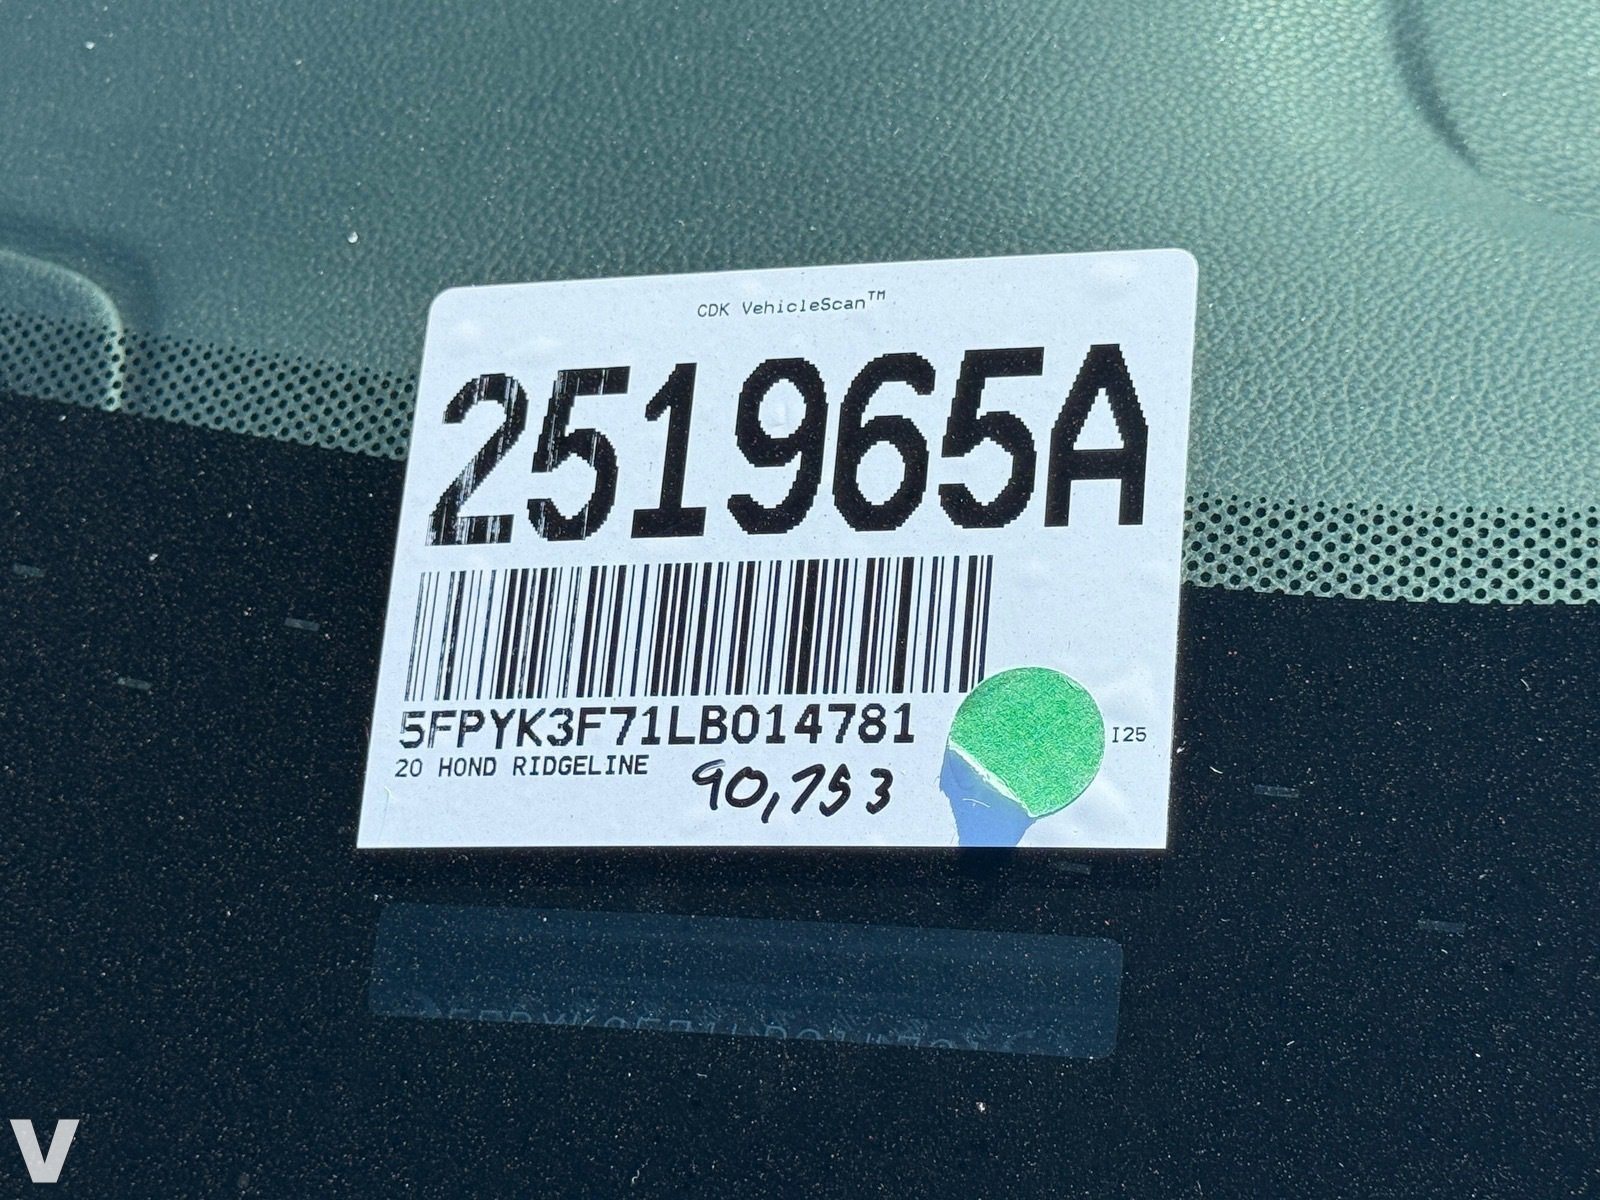 CDK VehicleScan™
251965A
5FPYK3F71LB014781
I25
20 HOND RIDGELINE
90,753
V